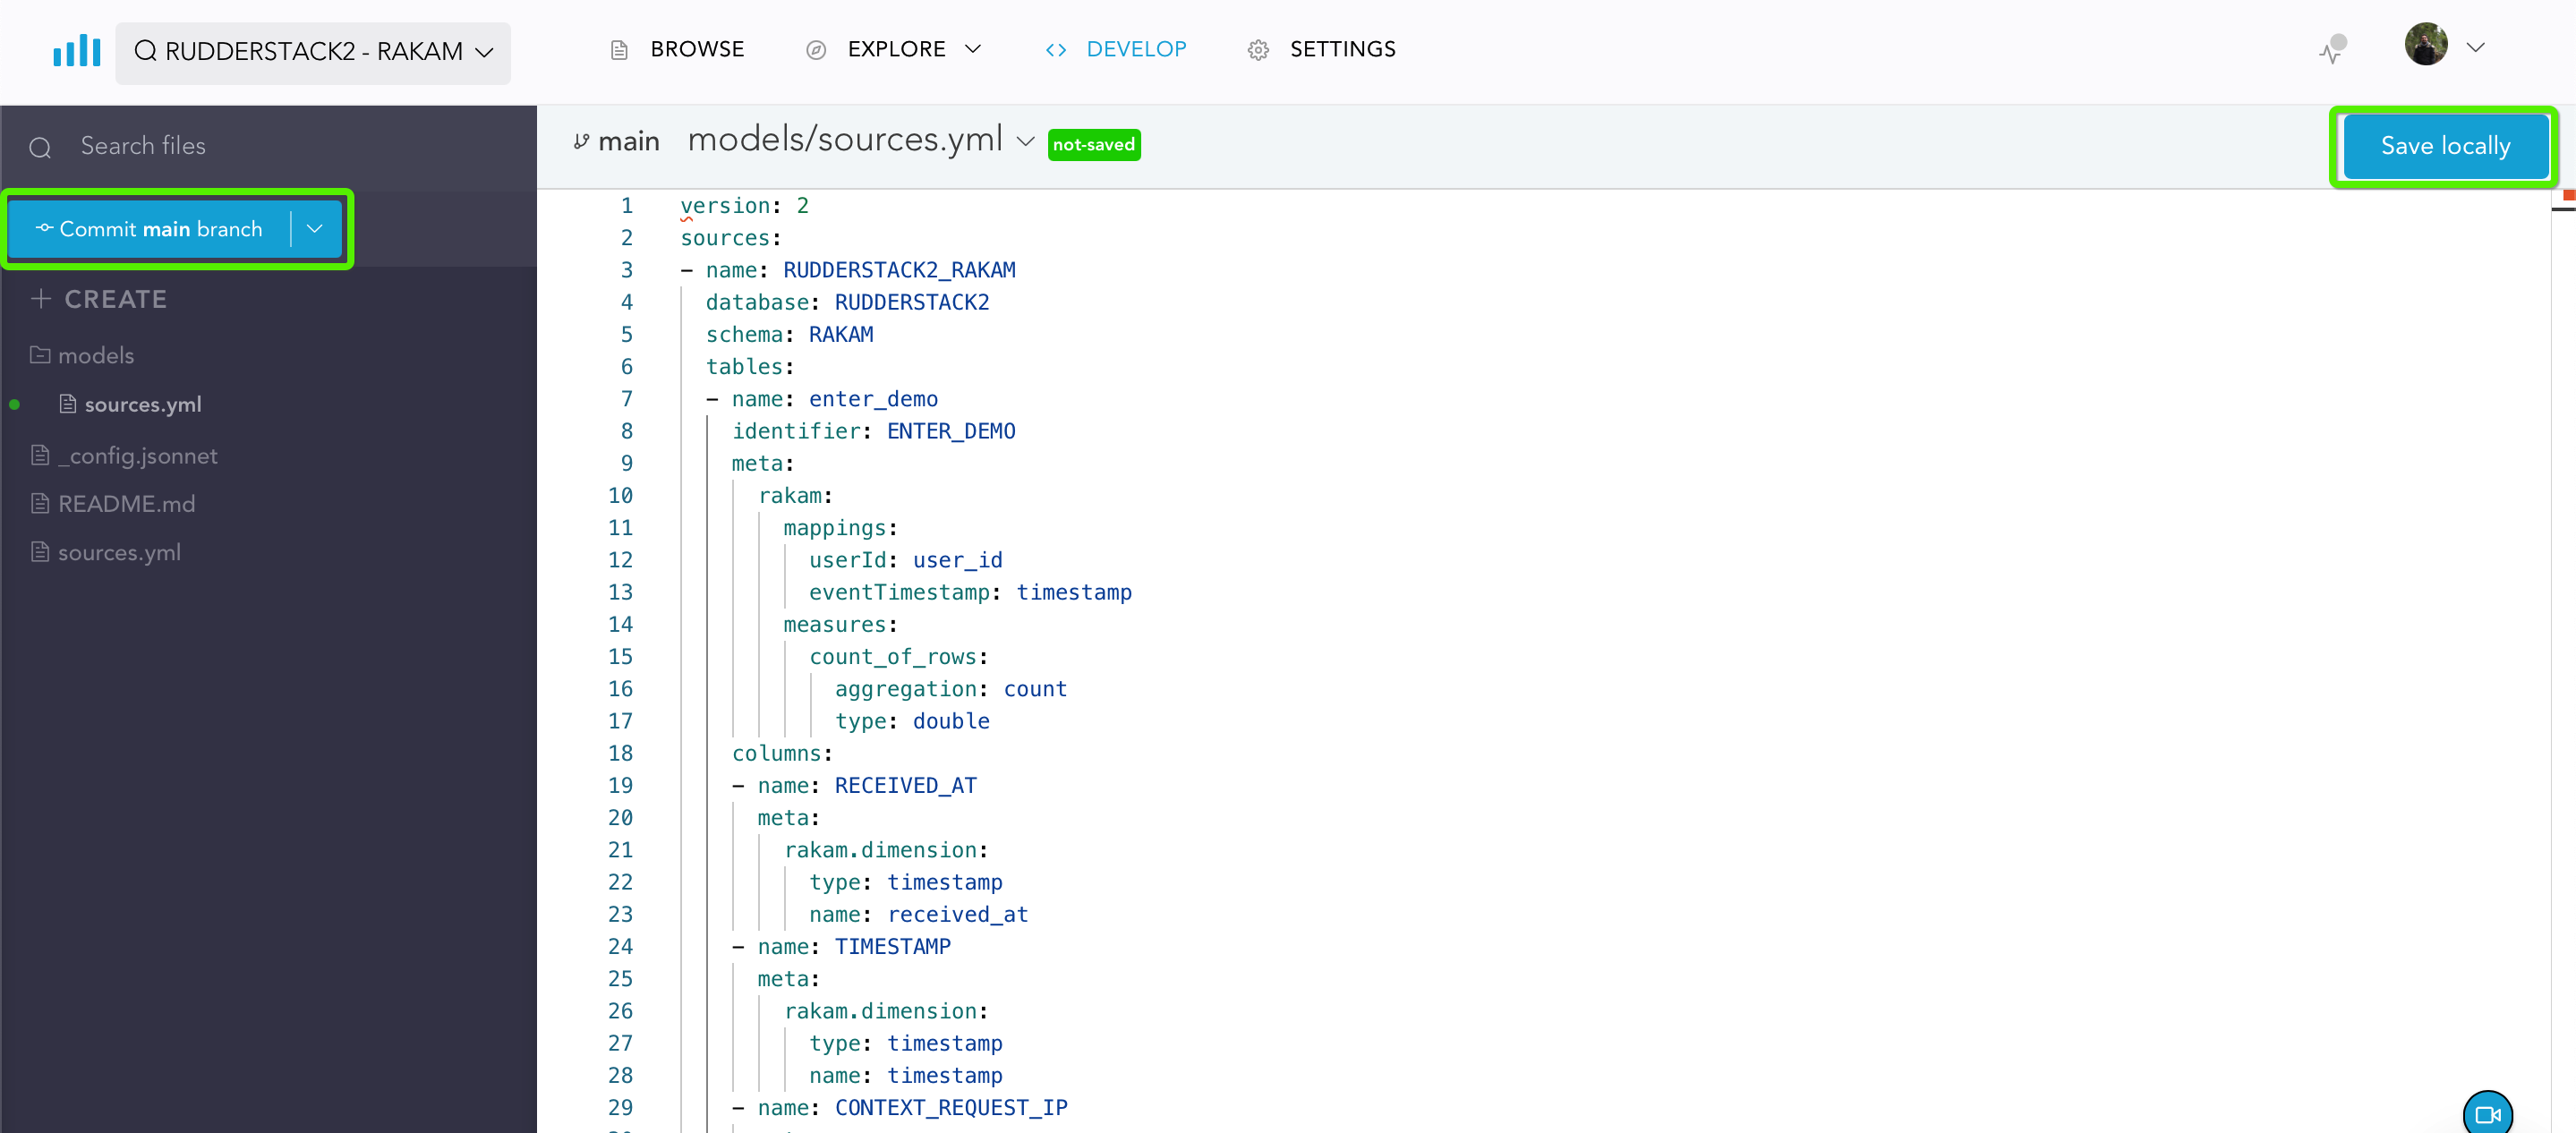 RUDDERSTACK2 - RAKAM
BROWSE
EXPLORE
DEVELOP
SETTINGS
Search files
Commit main branch
CREATE
models
sources.yml
_config.jsonnet
README.md
sources.yml
main models/sources.yml not-saved
Save locally
1 version: 2
2 sources:
3 - name: RUDDERSTACK2_RAKAM
4 database: RUDDERSTACK2
5 schema: RAKAM
6 tables:
7 - name: enter_demo
8 identifier: ENTER_DEMO
9 meta:
10 rakam:
11 mappings:
12 userId: user_id
13 eventTimestamp: timestamp
14 measures:
15 count_of_rows:
16 aggregation: count
17 type: double
18 columns:
19 - name: RECEIVED_AT
20 meta:
21 rakam.dimension:
22 type: timestamp
23 name: received_at
24 - name: TIMESTAMP
25 meta:
26 rakam.dimension:
27 type: timestamp
28 name: timestamp
29 - name: CONTEXT_REQUEST_IP